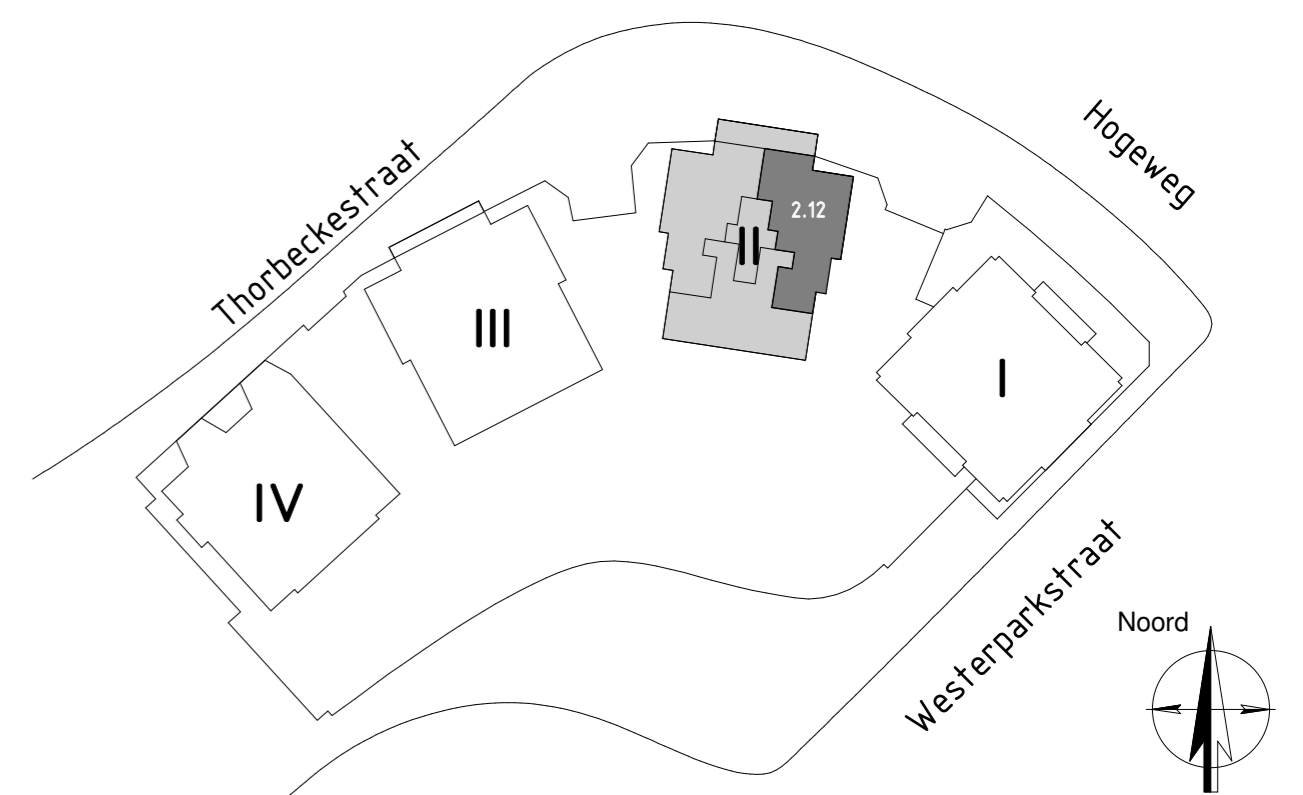 Hogeweg
Thorbeckestraat
2.12
II
III
I
IV
Westerparkstraat
Noord